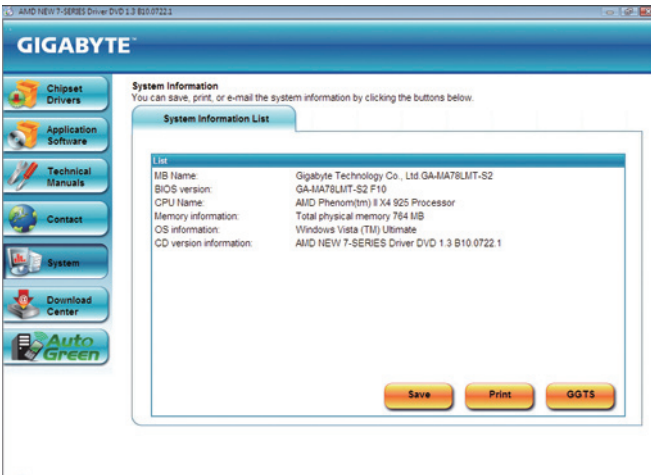 AMD NEW 7-SERIES Driver DVD 1.3 B10.0722.1
GIGABYTE™
Chipset
Drivers
Application
Software
Technical
Manuals
Contact
System
Download
Center
Auto
Green
System Information
You can save, print, or e-mail the system information by clicking the buttons below.
System Information List
List
MB Name: Gigabyte Technology Co., Ltd.GA-MA78LMT-S2
BIOS version: GA-MA78LMT-S2 F10
CPU Name: AMD Phenom(tm) II X4 925 Processor
Memory information: Total physical memory 764 MB
OS information: Windows Vista (TM) Ultimate
CD version information: AMD NEW 7-SERIES Driver DVD 1.3 B10.0722.1
Save Print GGTS